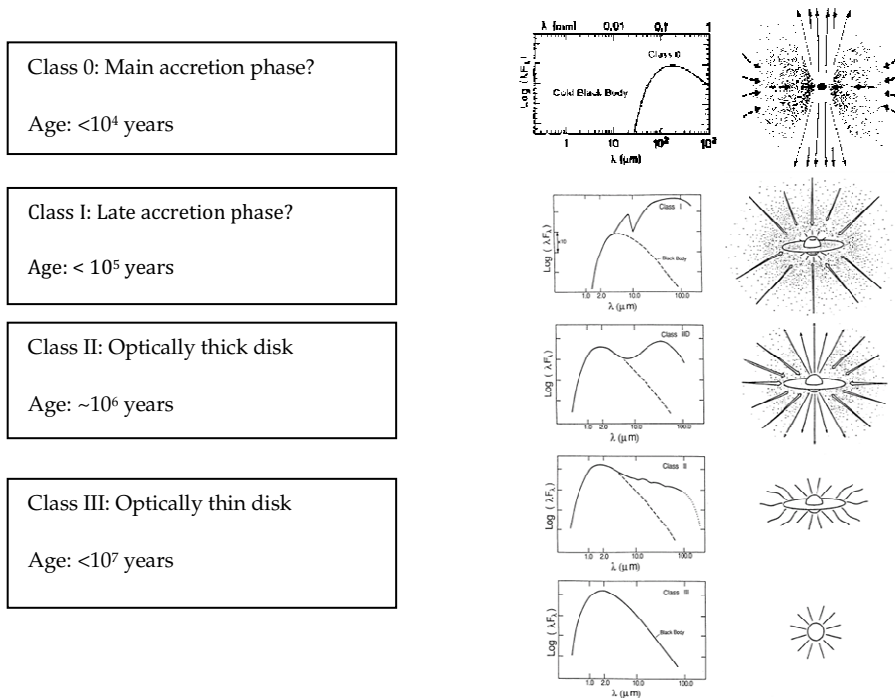 Class 0: Main accretion phase?
Age: <10⁴ years
Class I: Late accretion phase?
Age: < 10⁵ years
Class II: Optically thick disk
Age: ~10⁶ years
Class III: Optically thin disk
Age: <10⁷ years
λ (mm) 0.01 0.1 1
Class 0
Cold Black Body
Log (λFλ)
1 10 10² 10³
λ (μm)
Class I
×10
Black Body
Log (λFλ)
1.0 2.0 10.0 100.0
λ (μm)
Class IID
Log (λFλ)
1.0 2.0 10.0 100.0
λ (μm)
Class II
Log (λFλ)
1.0 2.0 10.0 100.0
λ (μm)
Class III
Black Body
Log (λFλ)
1.0 2.0 10.0 100.0
λ (μm)